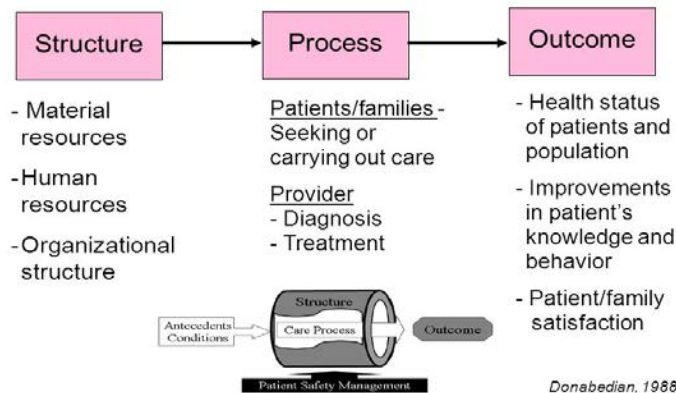 Structure
Process
Outcome
- Material
resources
- Human
resources
- Organizational
structure
Patients/families -
Seeking or
carrying out care
Provider
- Diagnosis
- Treatment
- Health status
of patients and
population
- Improvements
in patient's
knowledge and
behavior
- Patient/family
satisfaction
Structure
Antecedents
Conditions
Care Process
Outcome
Patient Safety Management
Donabedian, 1988